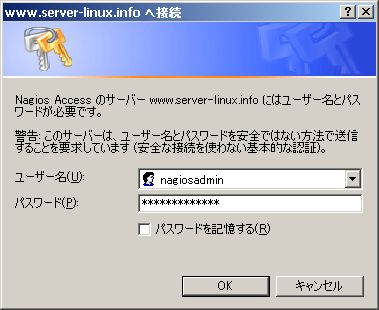 www.server-linux.info へ接続
Nagios Access のサーバー www.server-linux.info にはユーザー名とパス
ワードが必要です。
警告: このサーバーは、ユーザー名とパスワードを安全ではない方法で送信
することを要求しています (安全な接続を使わない基本的な認証)。
ユーザー名(U):
nagiosadmin
パスワード(P):
*************
パスワードを記憶する(R)
OK
キャンセル